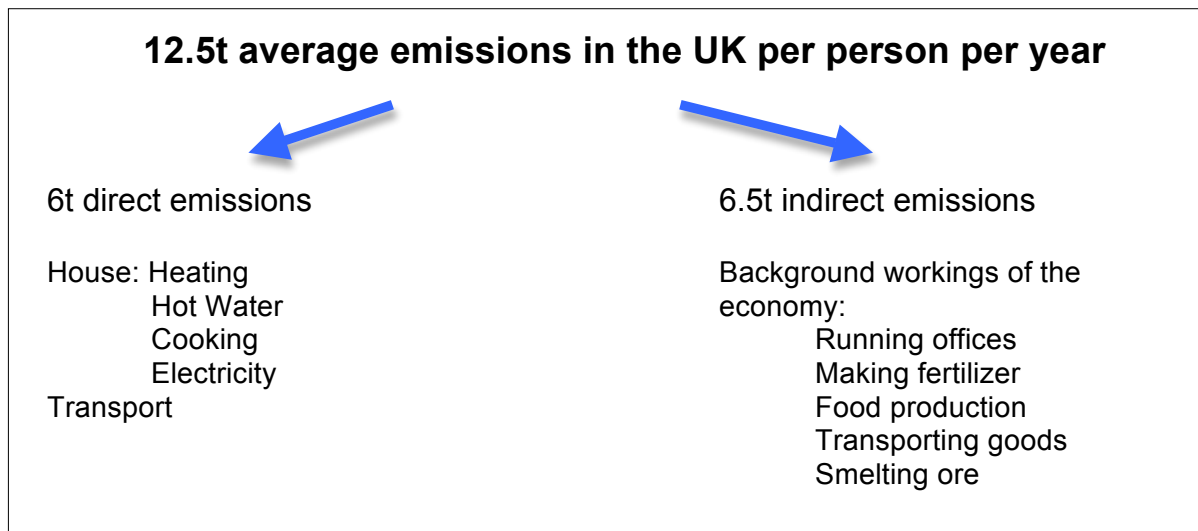 12.5t average emissions in the UK per person per year
6t direct emissions
House: Heating
Hot Water
Cooking
Electricity
Transport
6.5t indirect emissions
Background workings of the
economy:
Running offices
Making fertilizer
Food production
Transporting goods
Smelting ore